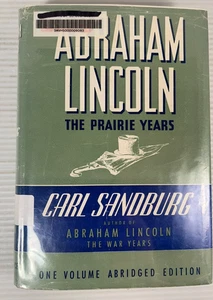 ABRAHAM
LINCOLN
THE PRAIRIE YEARS
CARL SANDBURG
AUTHOR OF
ABRAHAM LINCOLN
THE WAR YEARS
ONE VOLUME ABRIDGED EDITION